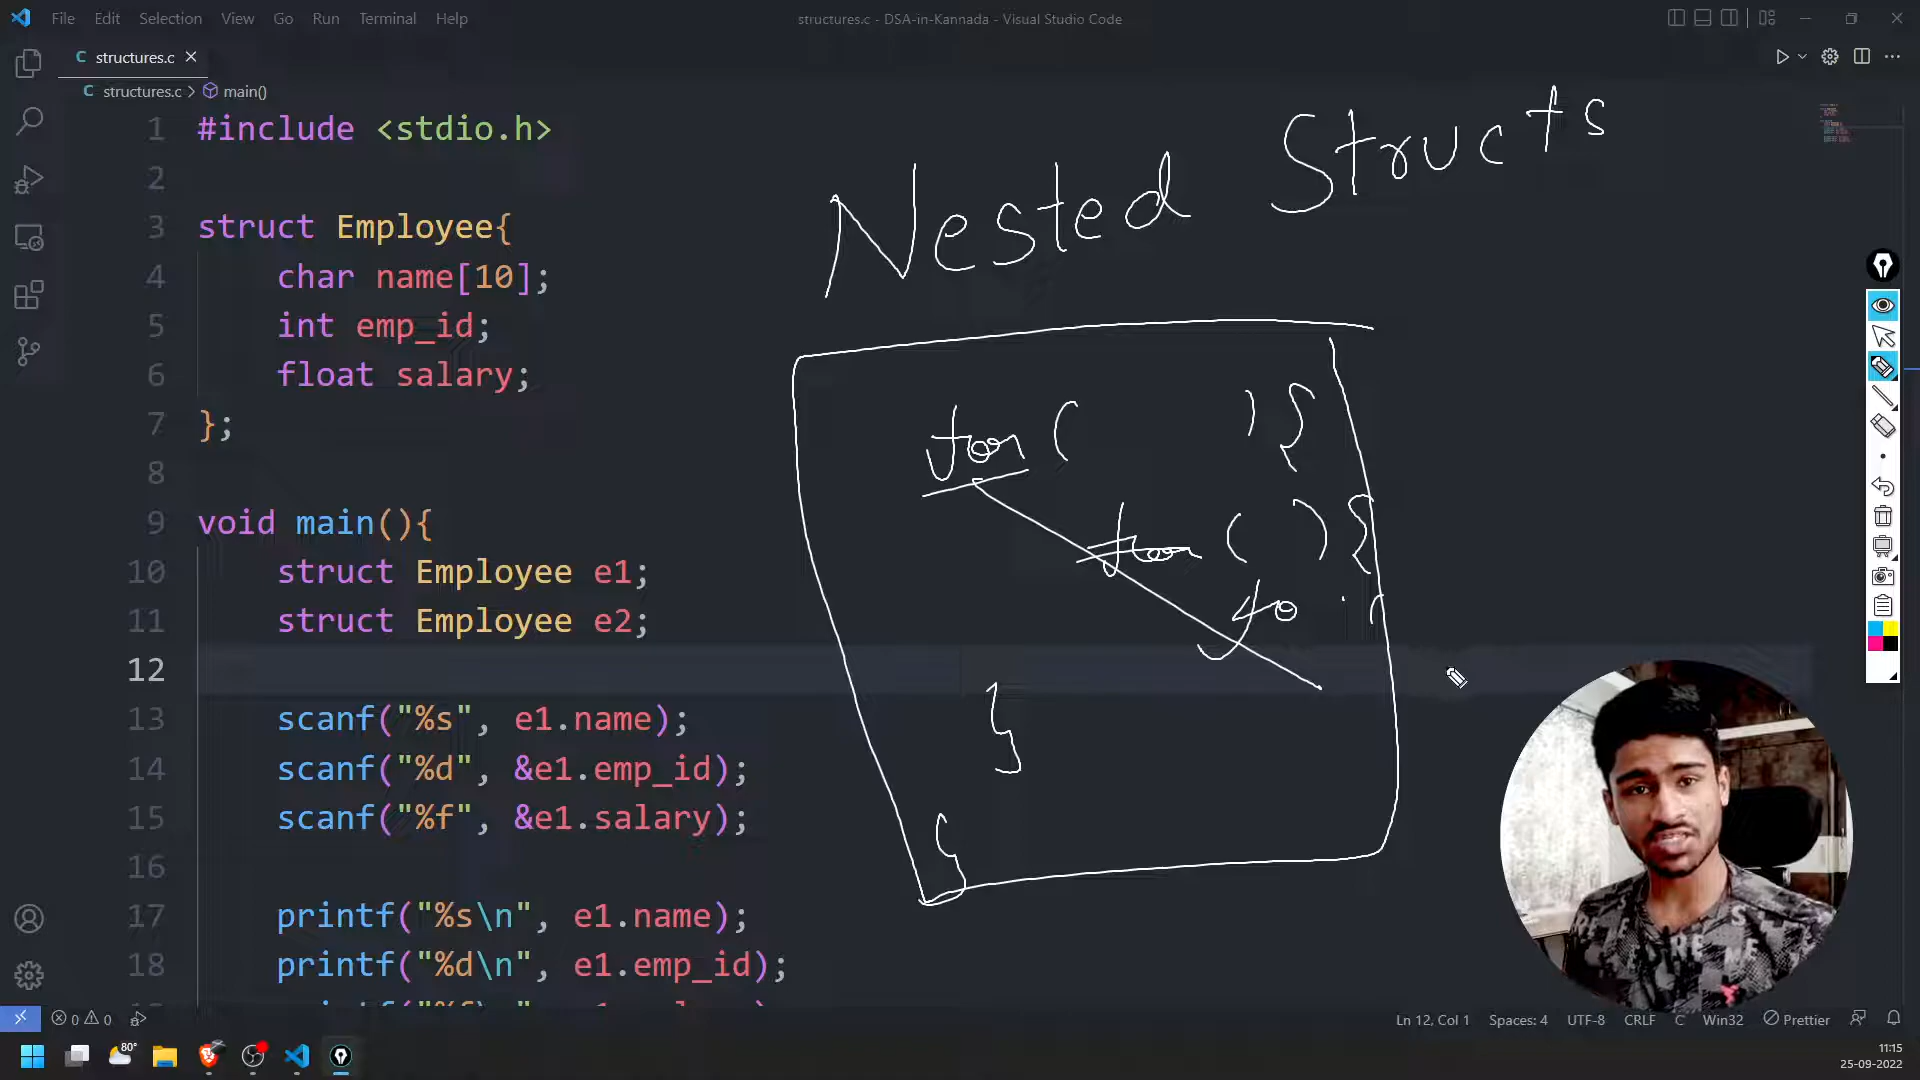 File Edit Selection View Go Run Terminal Help
structures.c - DSA-in-Kannada - Visual Studio Code
C structures.c
C structures.c > main()
1 #include <stdio.h>
2
3 struct Employee{
4 char name[10];
5 int emp_id;
6 float salary;
7 };
8
9 void main(){
10 struct Employee e1;
11 struct Employee e2;
12
13 scanf("%s", e1.name);
14 scanf("%d", &e1.emp_id);
15 scanf("%f", &e1.salary);
16
17 printf("%s\n", e1.name);
18 printf("%d\n", e1.emp_id);
Nested Structs
for ( ) {
for ( ) {
}
}
0 0
Ln 12, Col 1 Spaces: 4 UTF-8 CRLF C Win32 Prettier
80°
11:15
25-09-2022